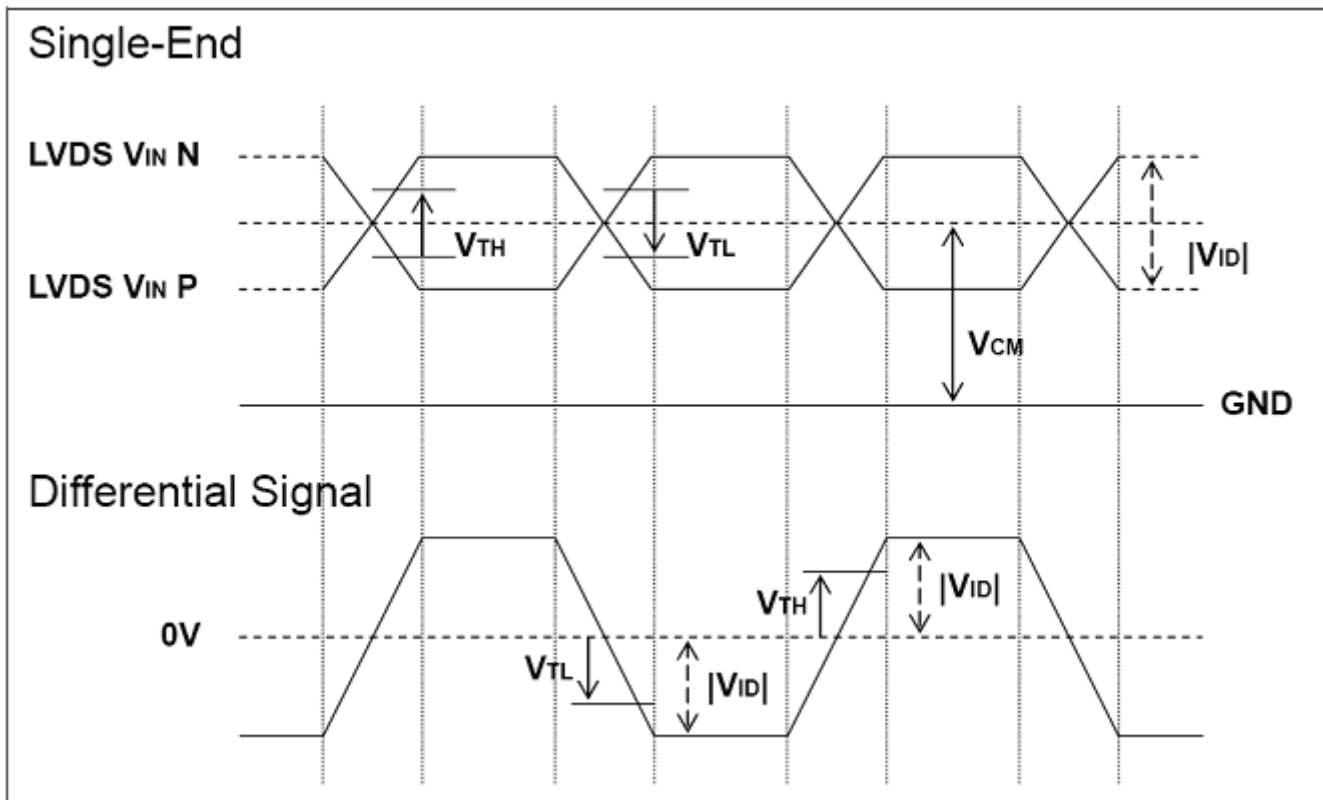 Single-End
LVDS VIN N
VTH
VTL
|VID|
LVDS VIN P
VCM
GND
Differential Signal
VTH
|VID|
0V
VTL
|VID|